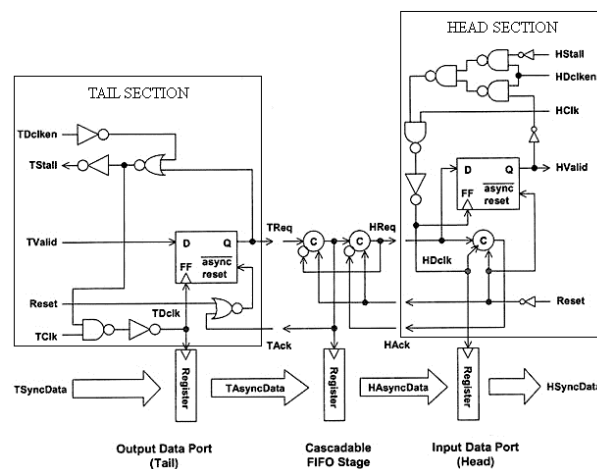 HEAD SECTION
HStall
HDclken
HClk
TAIL SECTION
TDclken
TStall
D Q
HValid
FF
async
reset
TValid
D Q
TReq
C
C
HReq
C
HDclk
FF
async
reset
Reset
TDclk
Reset
TClk
TAck
HAck
TSyncData
Register
TAsyncData
Register
HAsyncData
Register
HSyncData
Output Data Port
(Tail)
Cascadable
FIFO Stage
Input Data Port
(Head)